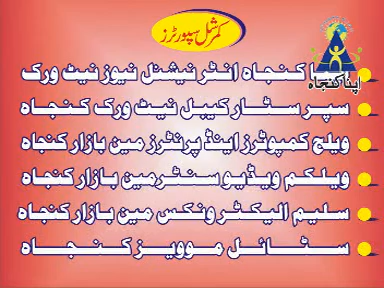 کمرشل سپورٹرز
اپنا کنجاہ
کنجاہ انٹر نیشنل نیوز نیٹ ورک
سپر سٹار کیبل نیٹ ورک کنجاہ
ویلج کمپوٹرز اینڈ پرنٹرز مین بازار کنجاہ
ویلکم ویڈیو سنٹر مین بازار کنجاہ
سلیم الیکٹرونکس مین بازار کنجاہ
سٹائل موویز کنجاہ